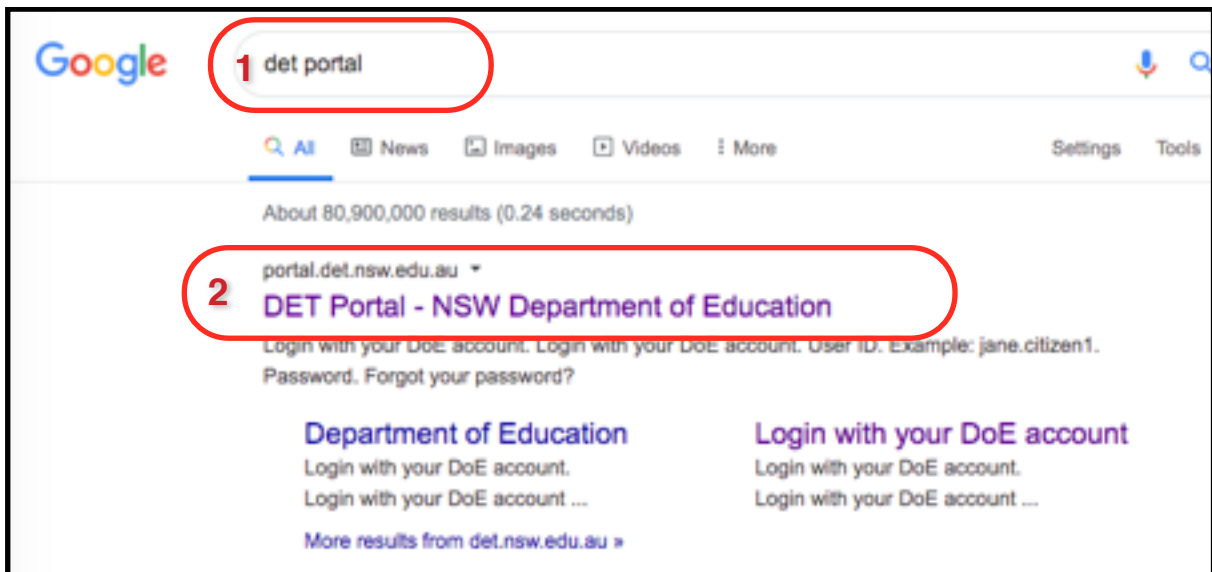 Google
1 det portal
All News Images Videos More Settings Tools
About 80,900,000 results (0.24 seconds)
portal.det.nsw.edu.au
2 DET Portal - NSW Department of Education
Login with your DoE account. Login with your DoE account. User ID. Example: jane.citizen1.
Password. Forgot your password?
Department of Education
Login with your DoE account.
Login with your DoE account ...
Login with your DoE account
Login with your DoE account.
Login with your DoE account ...
More results from det.nsw.edu.au »